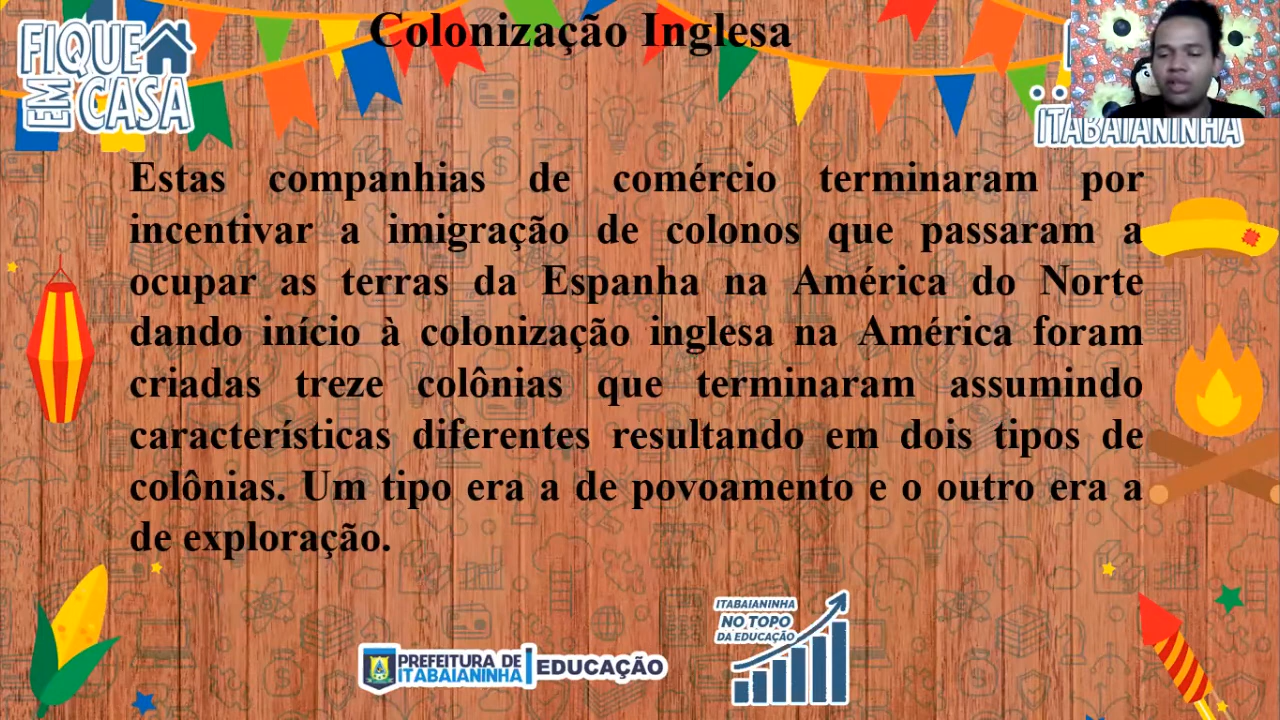 Colonização Inglesa
FIQUE
EM CASA
ITABAIANINHA
Estas companhias de comércio terminaram por
incentivar a imigração de colonos que passaram a
ocupar as terras da Espanha na América do Norte
dando início à colonização inglesa na América foram
criadas treze colônias que terminaram assumindo
características diferentes resultando em dois tipos de
colônias. Um tipo era a de povoamento e o outro era a
de exploração.
ITABAIANINHA
NO TOPO
DA EDUCAÇÃO
PREFEITURA DE
ITABAIANINHA
EDUCAÇÃO